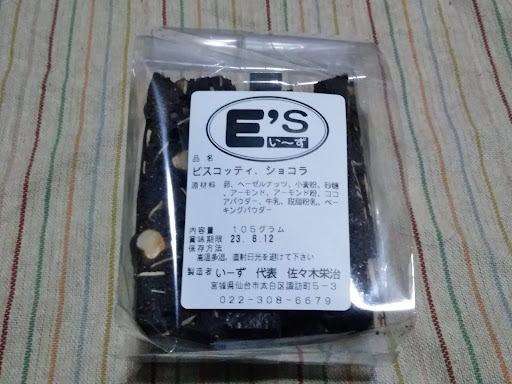 E's
い〜ず
品 名
ビスコッティ. ショコラ
原材料 卵、ヘーゼルナッツ、小麦粉、砂糖
、アーモンド、アーモンド粉、ココ
アパウダー、牛乳、脱脂粉乳、ベー
キングパウダー
内容量 105グラム
賞味期限 23. 8.12
保存方法
高温多湿、直射日光を避けて下さい
製造者 いーず 代表 佐々木栄治
宮城県仙台市太白区諏訪町5-3
022-308-6679